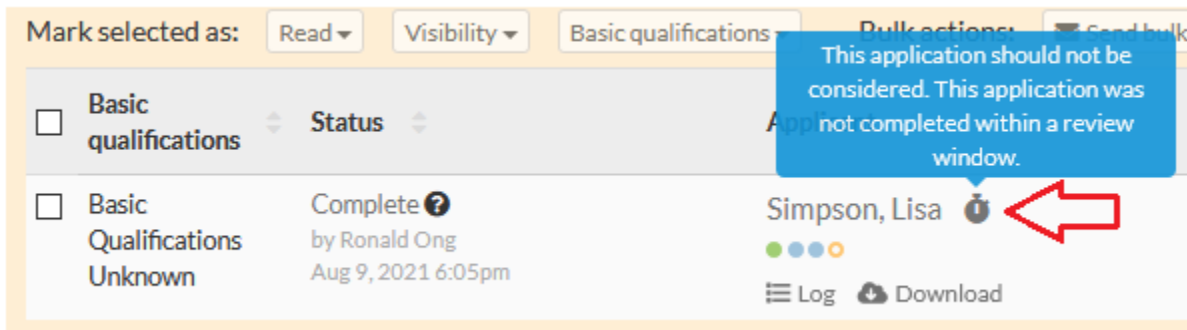 Mark selected as: Read Visibility Basic qualifications Bulk actions: Send bulk
This application should not be
considered. This application was
not completed within a review
window.
Basic
qualifications
Status
Basic
Qualifications
Unknown
Complete
by Ronald Ong
Aug 9, 2021 6:05pm
Simpson, Lisa
Log Download